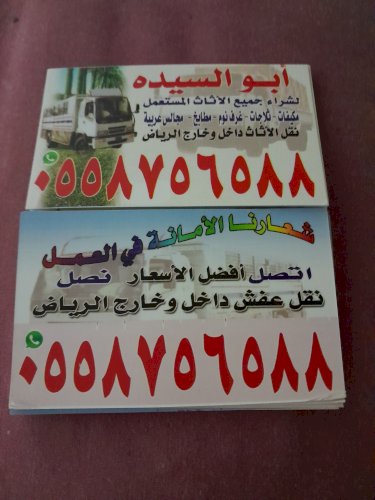 أبو السيده
لشراء جميع الاثاث المستعمل
مكيفات - ثلاجات - غرف نوم - مطابخ - مجالس عربية
نقل الأثاث داخل وخارج الرياض
٠٥٥٨٧٥٦٥٨٨
شعارنا الأمانة في العمل
اتصل أفضل الأسعار نصل
نقل عفش داخل وخارج الرياض
٠٥٥٨٧٥٦٥٨٨